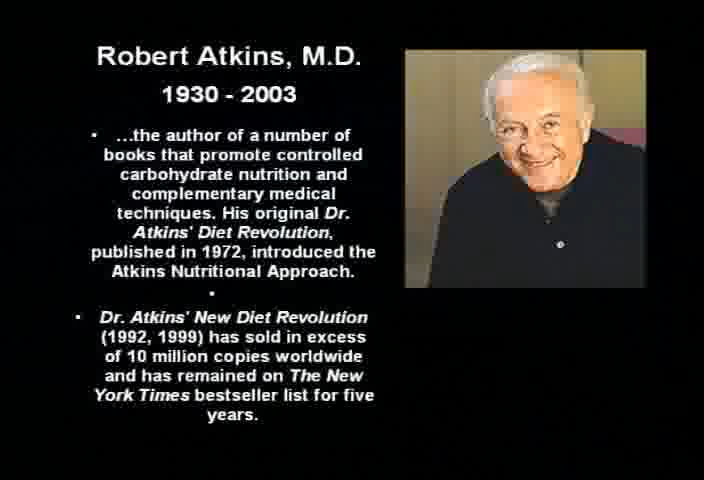 Robert Atkins, M.D.
1930 - 2003
• …the author of a number of
books that promote controlled
carbohydrate nutrition and
complementary medical
techniques. His original Dr.
Atkins' Diet Revolution,
published in 1972, introduced the
Atkins Nutritional Approach.
•
• Dr. Atkins' New Diet Revolution
(1992, 1999) has sold in excess
of 10 million copies worldwide
and has remained on The New
York Times bestseller list for five
years.